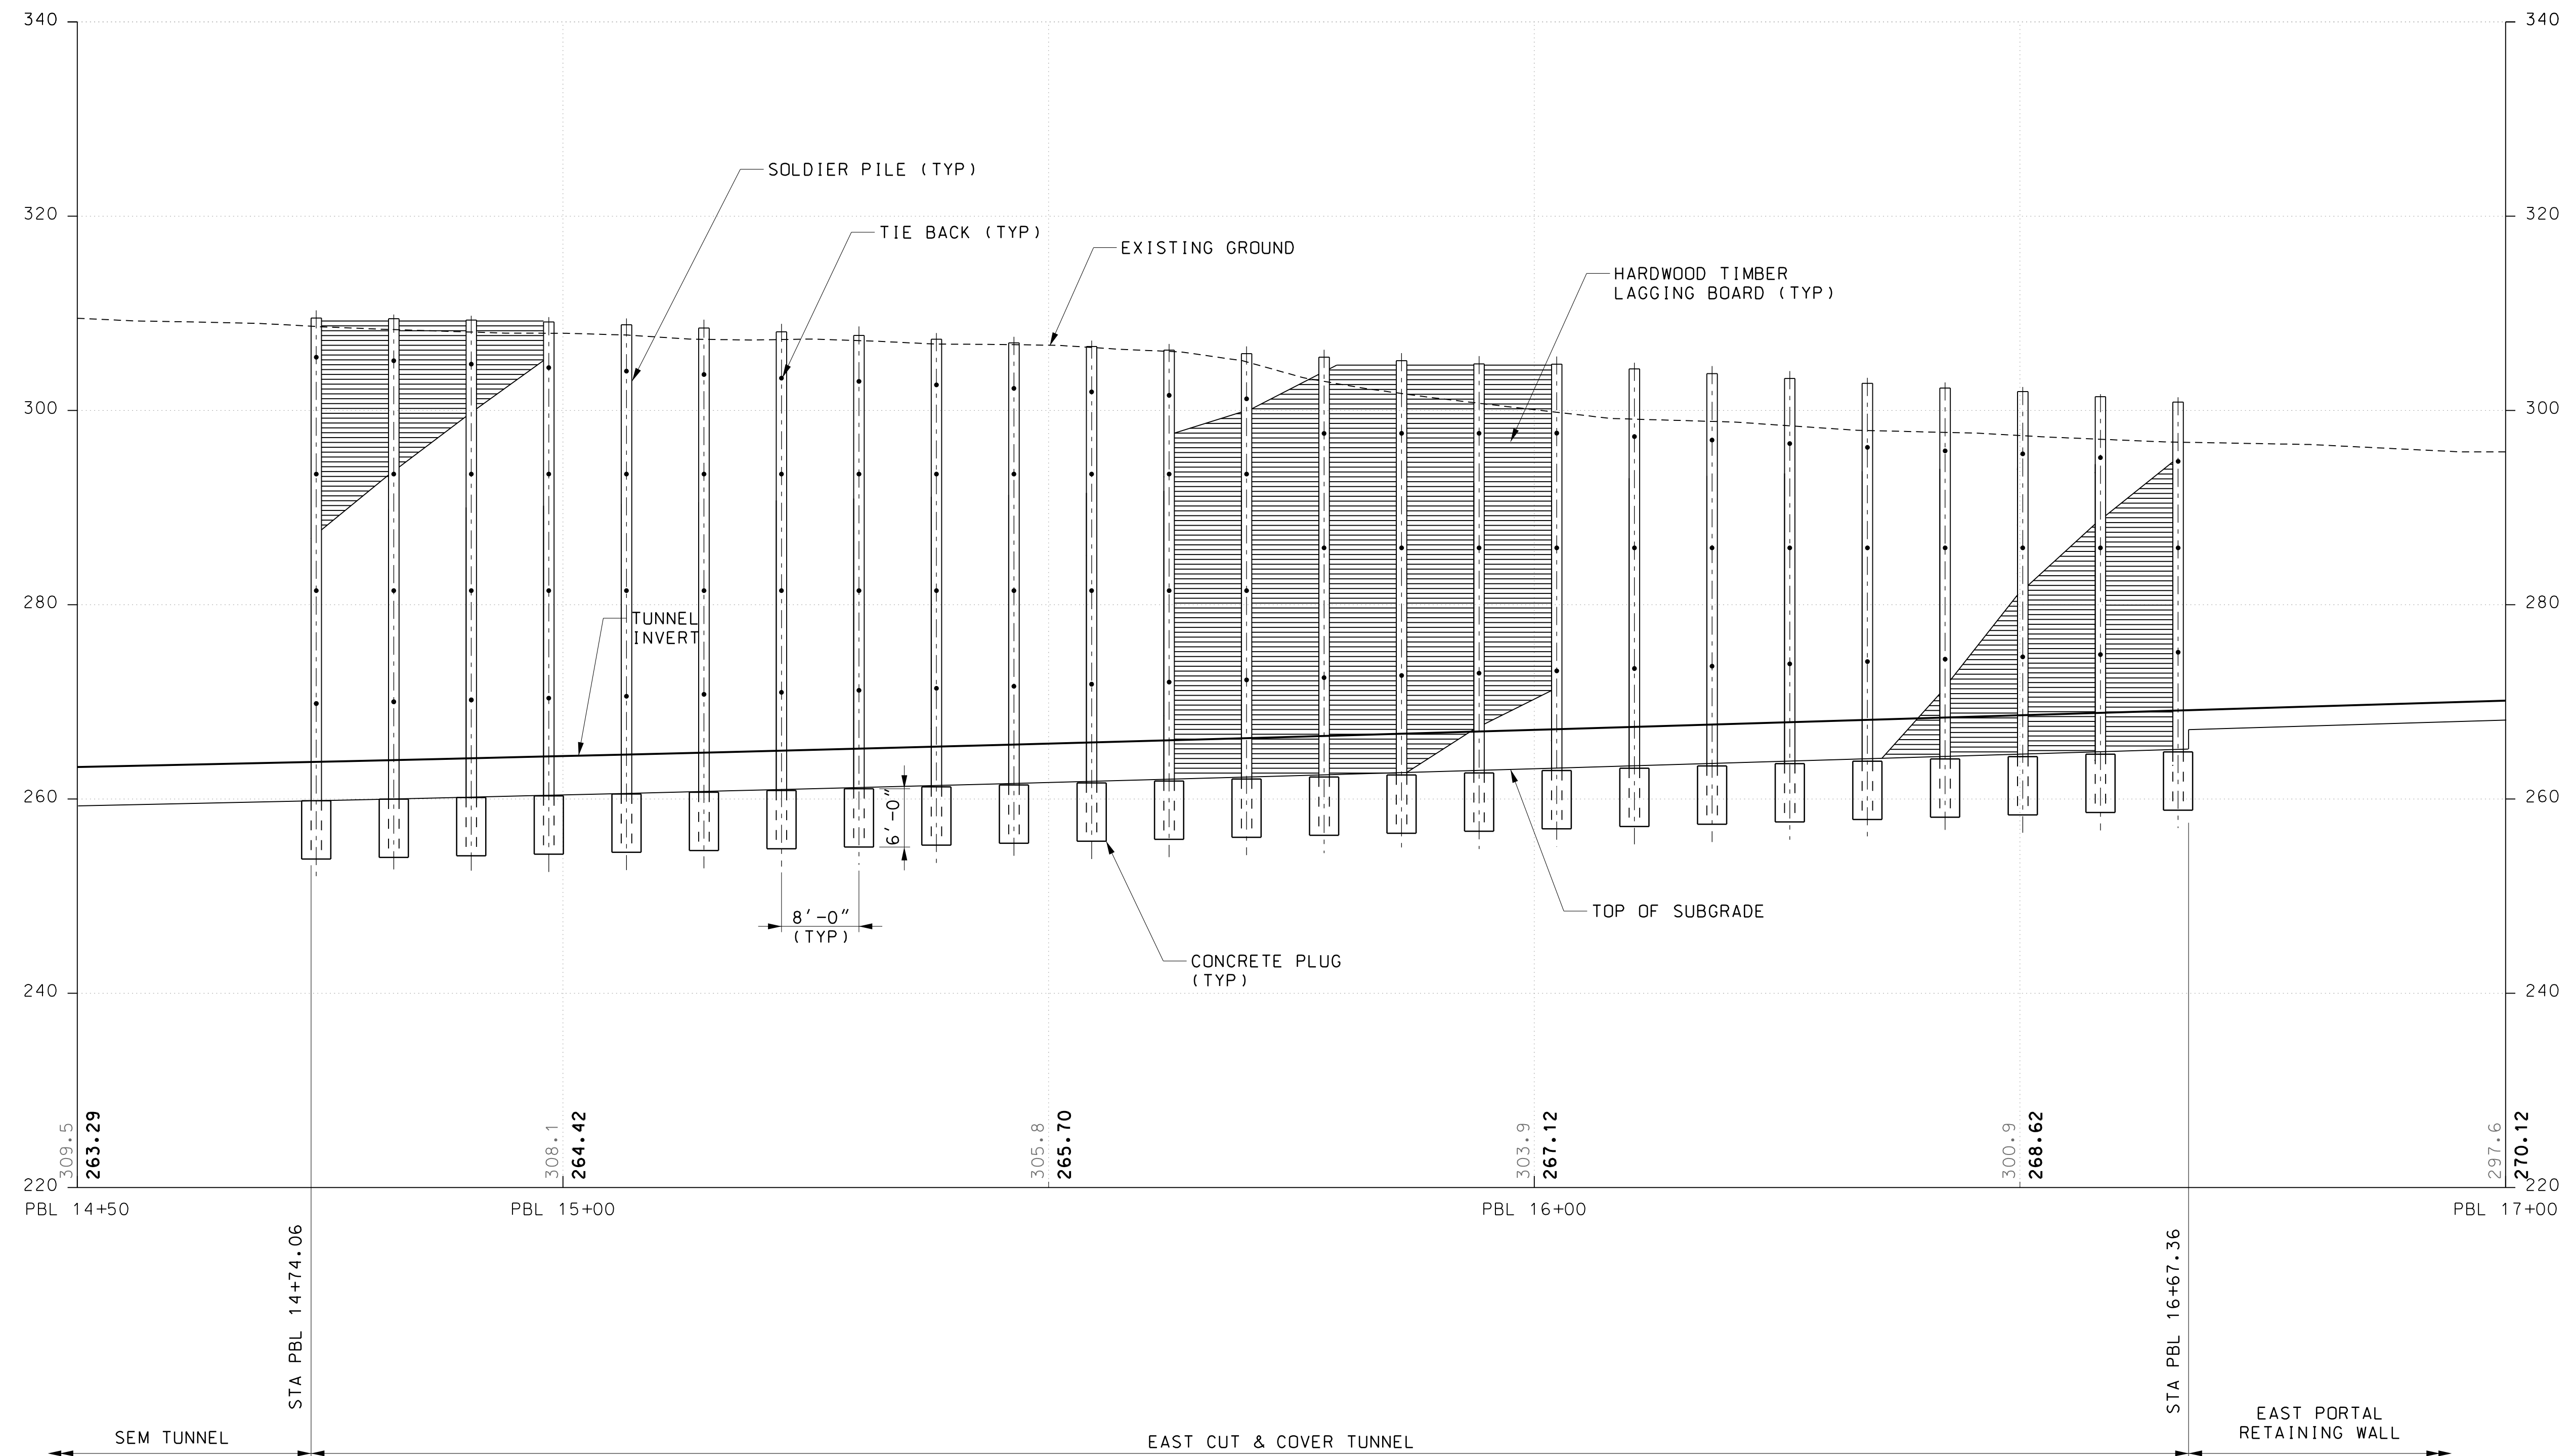 340
340
SOLDIER PILE (TYP)
320
320
TIE BACK (TYP)
EXISTING GROUND
HARDWOOD TIMBER
LAGGING BOARD (TYP)
300
300
280
280
TUNNEL
INVERT
260
260
6'-0"
8'-0"
(TYP)
TOP OF SUBGRADE
CONCRETE PLUG
(TYP)
240
240
309.5
263.29
308.1
264.42
305.8
265.70
303.9
267.12
300.9
268.62
297.6
270.12
220
220
PBL 14+50
PBL 15+00
PBL 16+00
PBL 17+00
STA PBL 14+74.06
STA PBL 16+67.36
SEM TUNNEL
EAST CUT & COVER TUNNEL
EAST PORTAL
RETAINING WALL